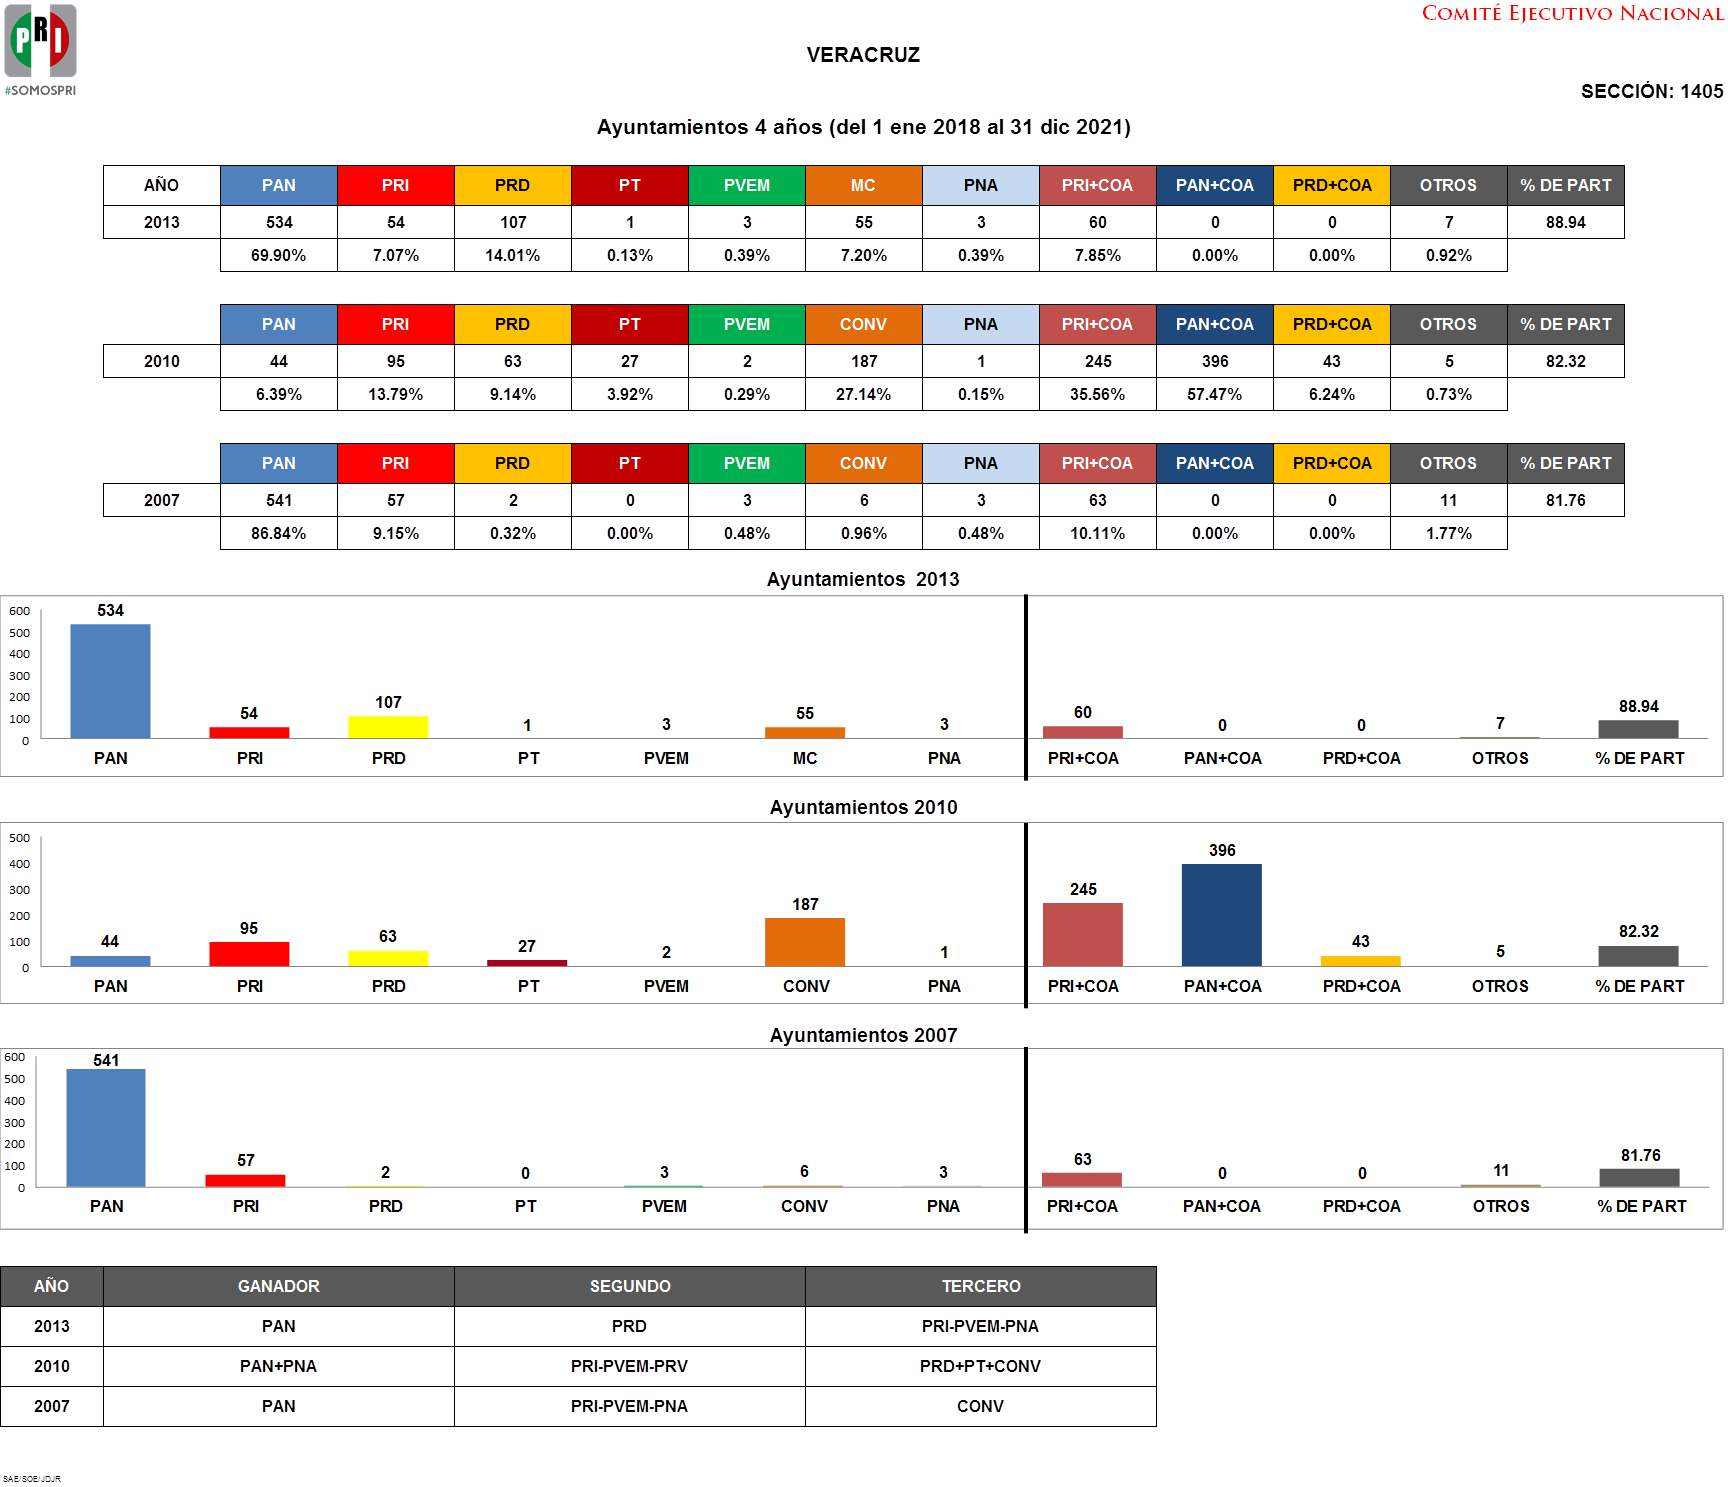 PRI
#SOMOSPRI
COMITÉ EJECUTIVO NACIONAL
VERACRUZ
SECCIÓN: 1405
Ayuntamientos 4 años (del 1 ene 2018 al 31 dic 2021)
AÑO PAN PRI PRD PT PVEM MC PNA PRI+COA PAN+COA PRD+COA OTROS % DE PART
2013 534 54 107 1 3 55 3 60 0 0 7 88.94
69.90% 7.07% 14.01% 0.13% 0.39% 7.20% 0.39% 7.85% 0.00% 0.00% 0.92%
PAN PRI PRD PT PVEM CONV PNA PRI+COA PAN+COA PRD+COA OTROS % DE PART
2010 44 95 63 27 2 187 1 245 396 43 5 82.32
6.39% 13.79% 9.14% 3.92% 0.29% 27.14% 0.15% 35.56% 57.47% 6.24% 0.73%
PAN PRI PRD PT PVEM CONV PNA PRI+COA PAN+COA PRD+COA OTROS % DE PART
2007 541 57 2 0 3 6 3 63 0 0 11 81.76
86.84% 9.15% 0.32% 0.00% 0.48% 0.96% 0.48% 10.11% 0.00% 0.00% 1.77%
Ayuntamientos 2013
600
500
400
300
200
100
0
534 54 107 1 3 55 3 60 0 0 7 88.94
PAN PRI PRD PT PVEM MC PNA PRI+COA PAN+COA PRD+COA OTROS % DE PART
Ayuntamientos 2010
500
400
300
200
100
0
44 95 63 27 2 187 1 245 396 43 5 82.32
PAN PRI PRD PT PVEM CONV PNA PRI+COA PAN+COA PRD+COA OTROS % DE PART
Ayuntamientos 2007
600
500
400
300
200
100
0
541 57 2 0 3 6 3 63 0 0 11 81.76
PAN PRI PRD PT PVEM CONV PNA PRI+COA PAN+COA PRD+COA OTROS % DE PART
AÑO GANADOR SEGUNDO TERCERO
2013 PAN PRD PRI-PVEM-PNA
2010 PAN+PNA PRI-PVEM-PRV PRD+PT+CONV
2007 PAN PRI-PVEM-PNA CONV
SAE/SOE/JDJR